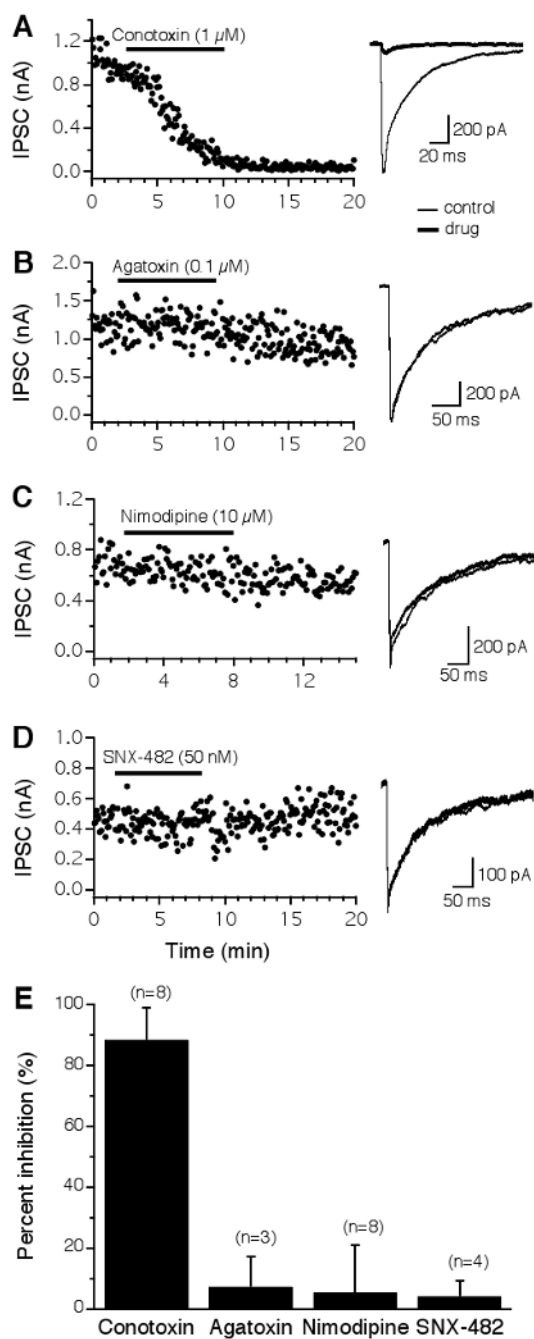 A
IPSC (nA)
1.2
0.8
0.4
0.0
Conotoxin (1 µM)
0
5
10
15
20
200 pA
20 ms
control
drug
B
IPSC (nA)
2.0
1.5
1.0
0.5
0.0
Agatoxin (0.1 µM)
0
5
10
15
20
200 pA
50 ms
C
IPSC (nA)
1.2
0.8
0.4
0.0
Nimodipine (10 µM)
0
4
8
12
200 pA
50 ms
D
IPSC (nA)
1.0
0.8
0.6
0.4
0.2
0.0
SNX-482 (50 nM)
0
5
10
15
20
Time (min)
100 pA
50 ms
E
Percent inhibition (%)
100
80
60
40
20
0
(n=8)
(n=3)
(n=8)
(n=4)
Conotoxin Agatoxin Nimodipine SNX-482